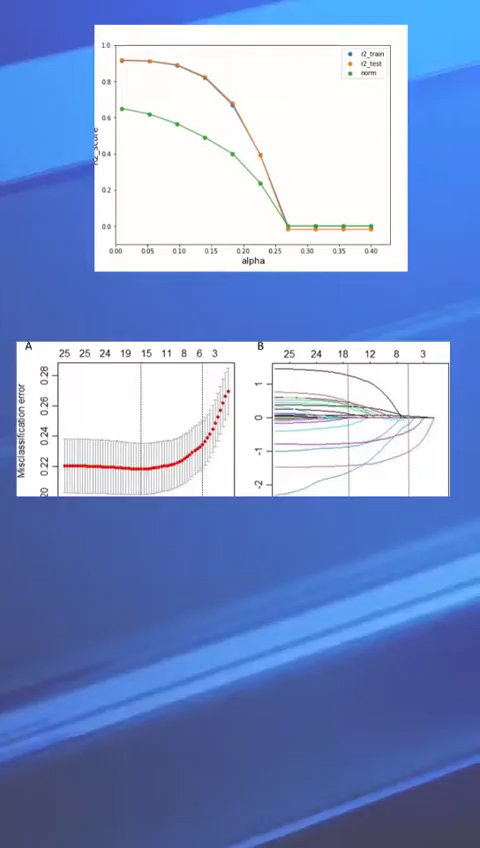 1.0
r2_train
r2_test
norm
0.8
0.6
0.4
0.2
0.0
0.00 0.05 0.10 0.15 0.20 0.25 0.30 0.35 0.40
alpha
A
25 25 24 19 15 11 8 6 3
Misclassification error
0.28
0.26
0.24
0.22
B
25 24 18 12 8 3
1
0
-1
-2